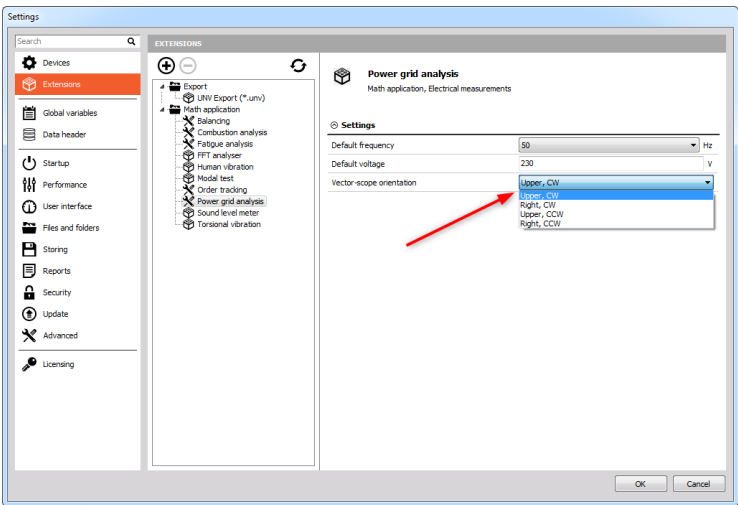 Settings
Search
Devices
Extensions
Global variables
Data header
Startup
Performance
User interface
Files and folders
Storing
Reports
Security
Update
Advanced
Licensing
EXTENSIONS
Export
UNV Export (*.unv)
Math application
Balancing
Combustion analysis
Fatigue analysis
FFT analyser
Human vibration
Modal test
Order tracking
Power grid analysis
Sound level meter
Torsional vibration
Power grid analysis
Math application, Electrical measurements
Settings
Default frequency 50 Hz
Default voltage 230 V
Vector-scope orientation Upper, CW
Upper, CW
Right, CW
Upper, CCW
Right, CCW
OK Cancel